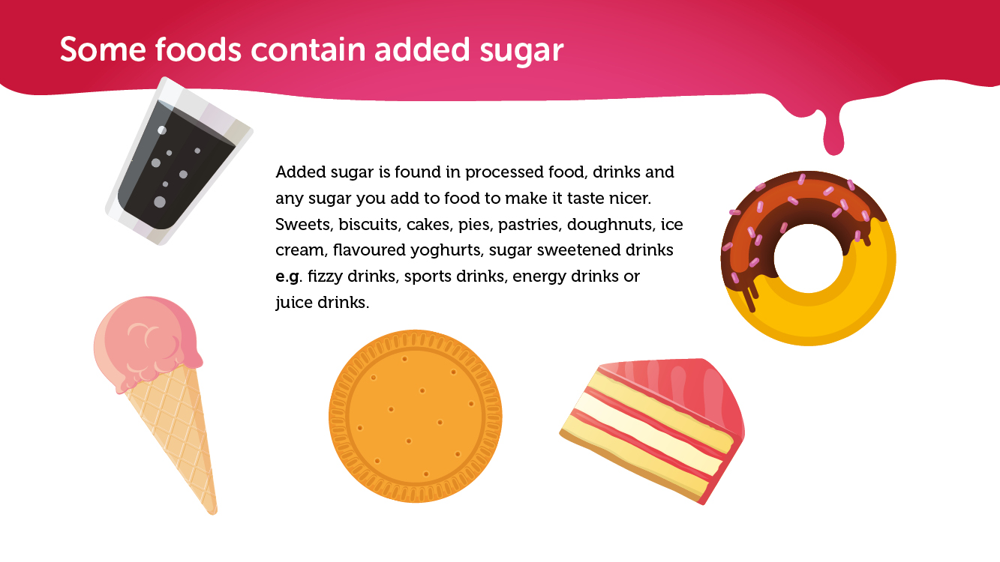 Some foods contain added sugar
Added sugar is found in processed food, drinks and
any sugar you add to food to make it taste nicer.
Sweets, biscuits, cakes, pies, pastries, doughnuts, ice
cream, flavoured yoghurts, sugar sweetened drinks
e.g. fizzy drinks, sports drinks, energy drinks or
juice drinks.